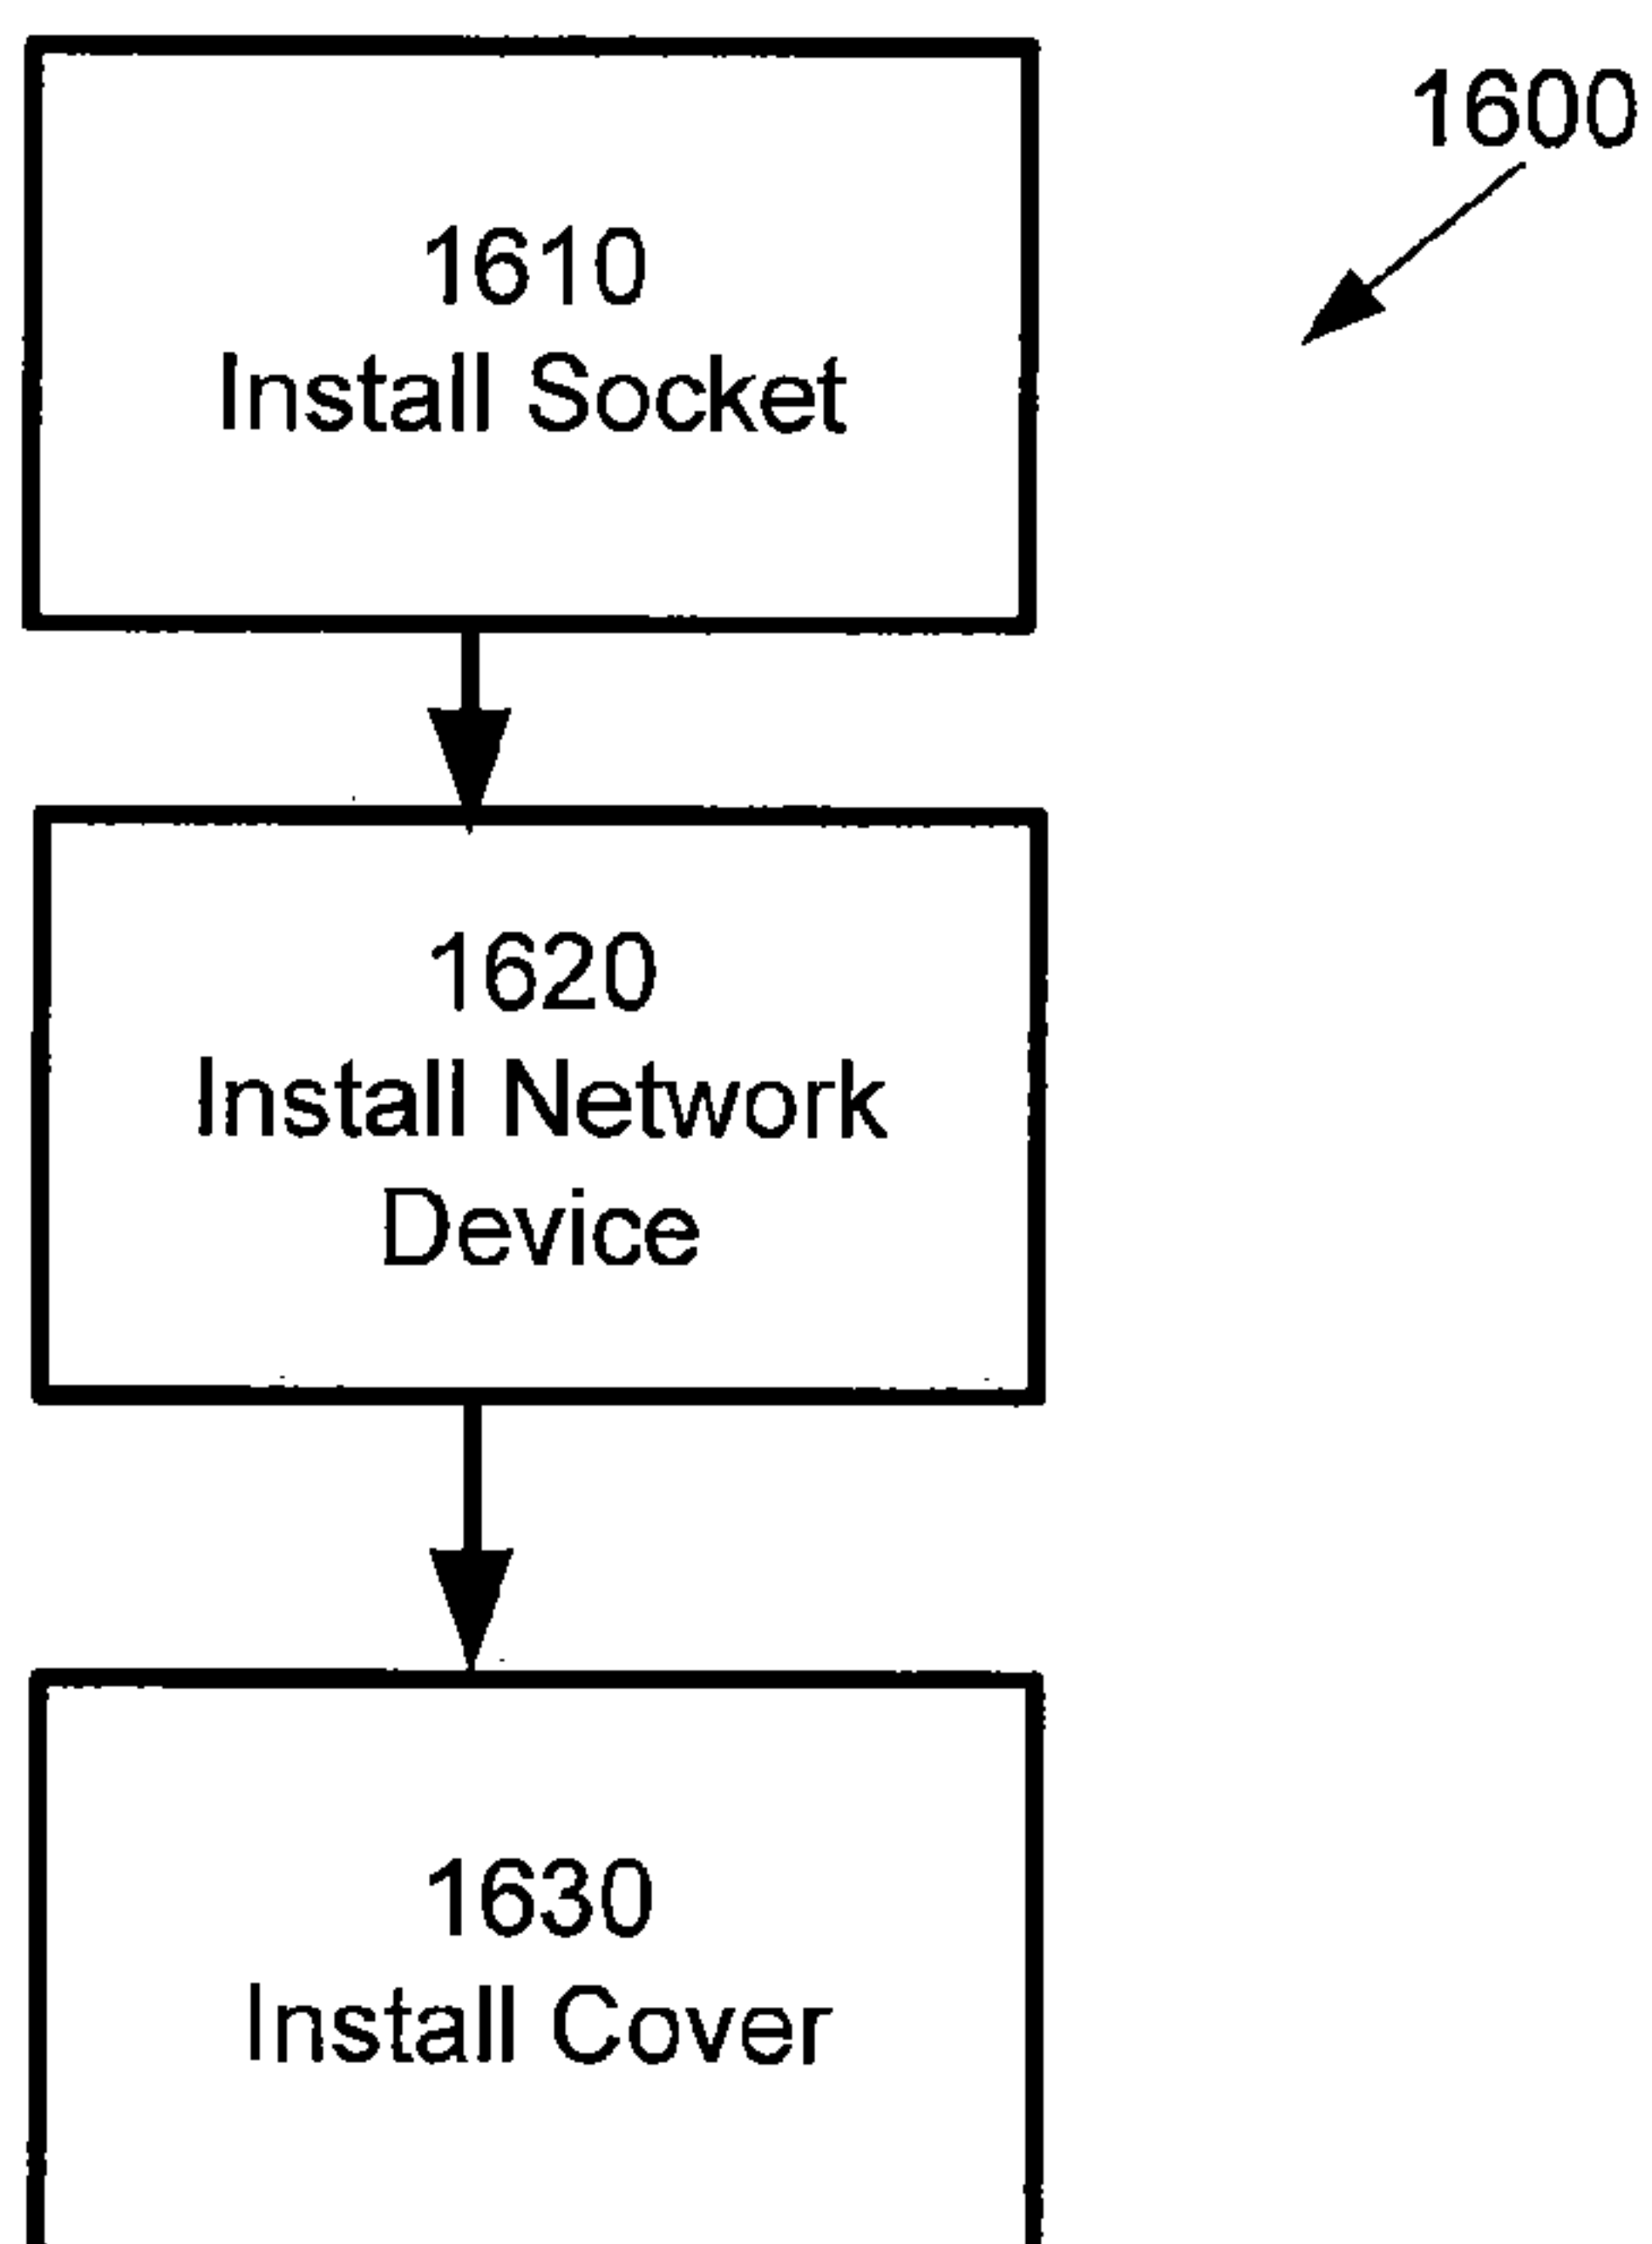 1600
1610
Install Socket
1620
Install Network
Device
1630
Install Cover